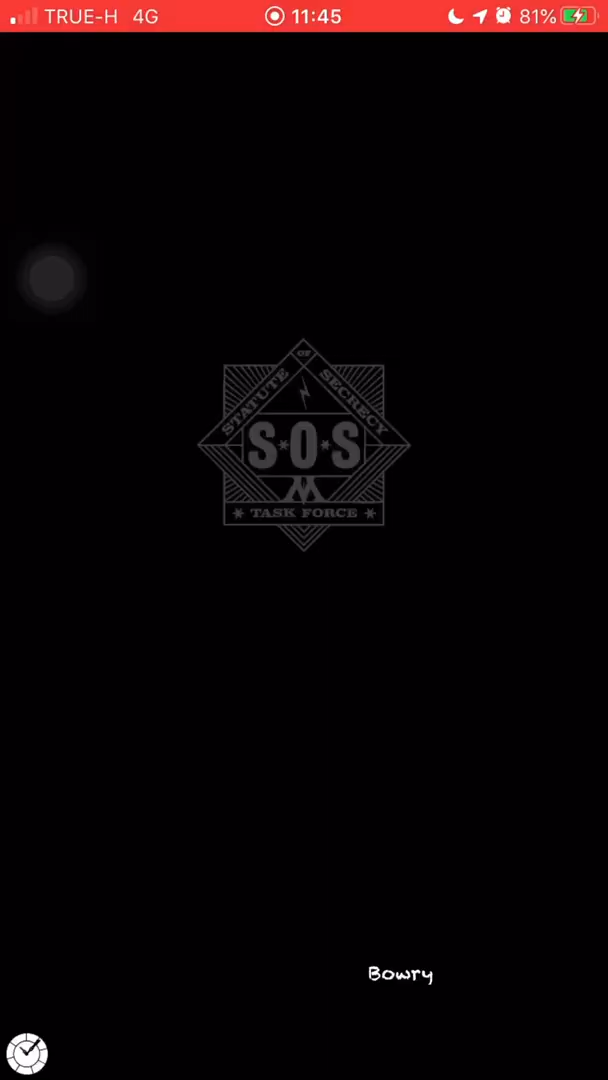 TRUE-H 4G 11:45 81%
OF
STATUTE SECRECY
S*O*S
M
* TASK FORCE *
Bowry